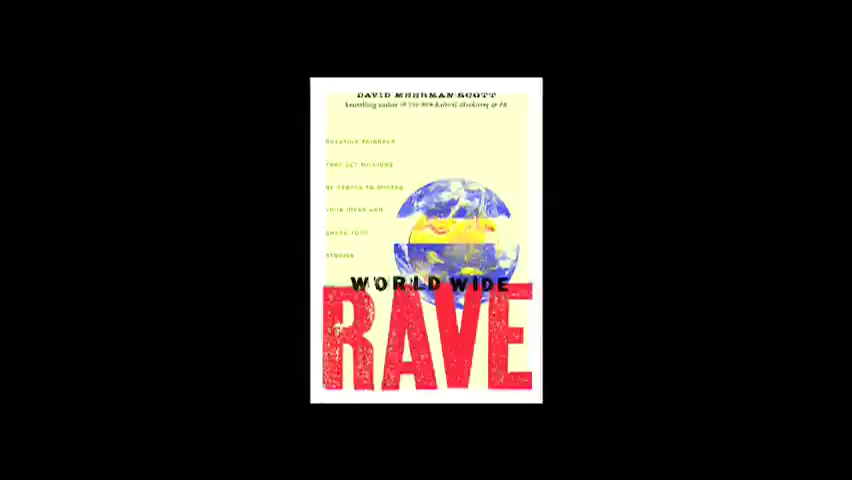 DAVID MEERMAN SCOTT
bestselling author of The New Rules of Marketing & PR
CREATING TRIGGERS
THAT GET MILLIONS
OF PEOPLE TO SPREAD
YOUR IDEAS AND
SHARE YOUR
STORIES
WORLD WIDE
RAVE